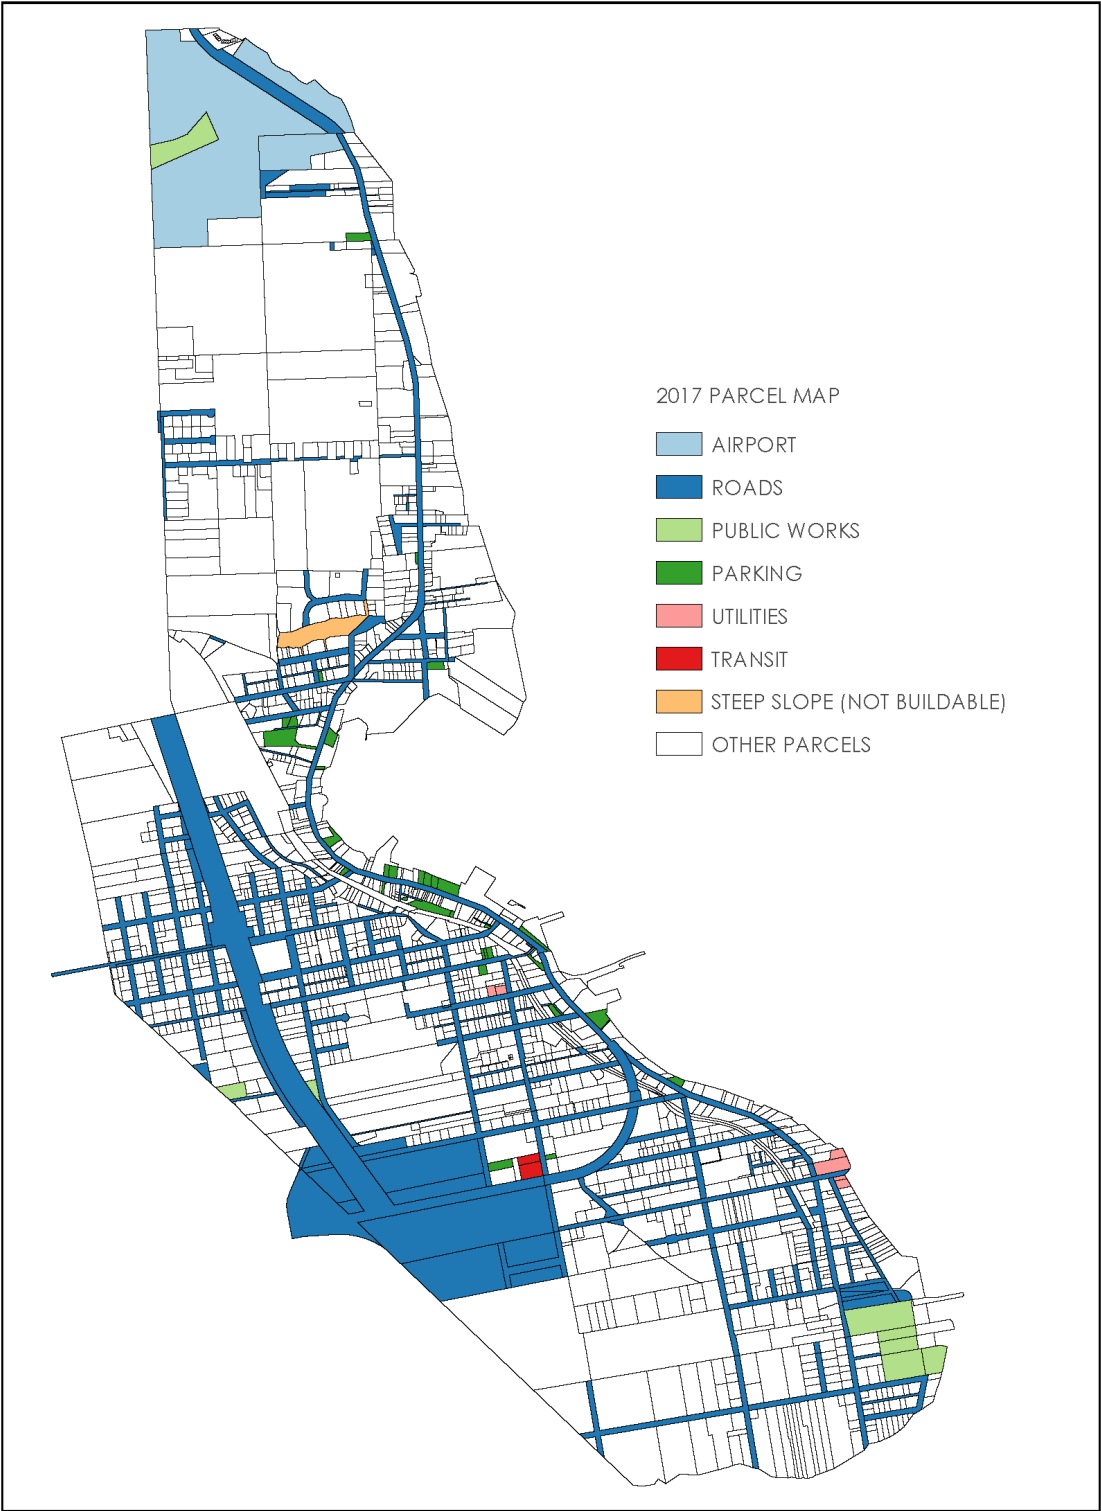 2017 PARCEL MAP
AIRPORT
ROADS
PUBLIC WORKS
PARKING
UTILITIES
TRANSIT
STEEP SLOPE (NOT BUILDABLE)
OTHER PARCELS